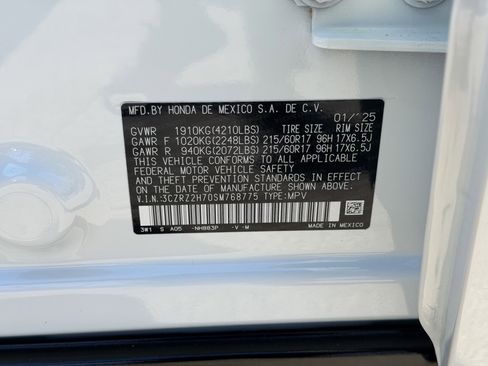 MFD.BY HONDA DE MEXICO S.A. DE C.V. 01/'25
GVWR 1910KG(4210LBS) TIRE SIZE RIM SIZE
GAWR F 1020KG(2248LBS) 215/60R17 96H 17X6.5J
GAWR R 940KG(2072LBS) 215/60R17 96H 17X6.5J
THIS VEHICLE CONFORMS TO ALL APPLICABLE
FEDERAL MOTOR VEHICLE SAFETY
STANDARDS IN EFFECT ON THE DATE OF
MANUFACTURE SHOWN ABOVE.
V.I.N.:3CZRZ2H70SM768775 TYPE:MPV
3W1 S A05 -NH883P -V -M MADE IN MEXICO